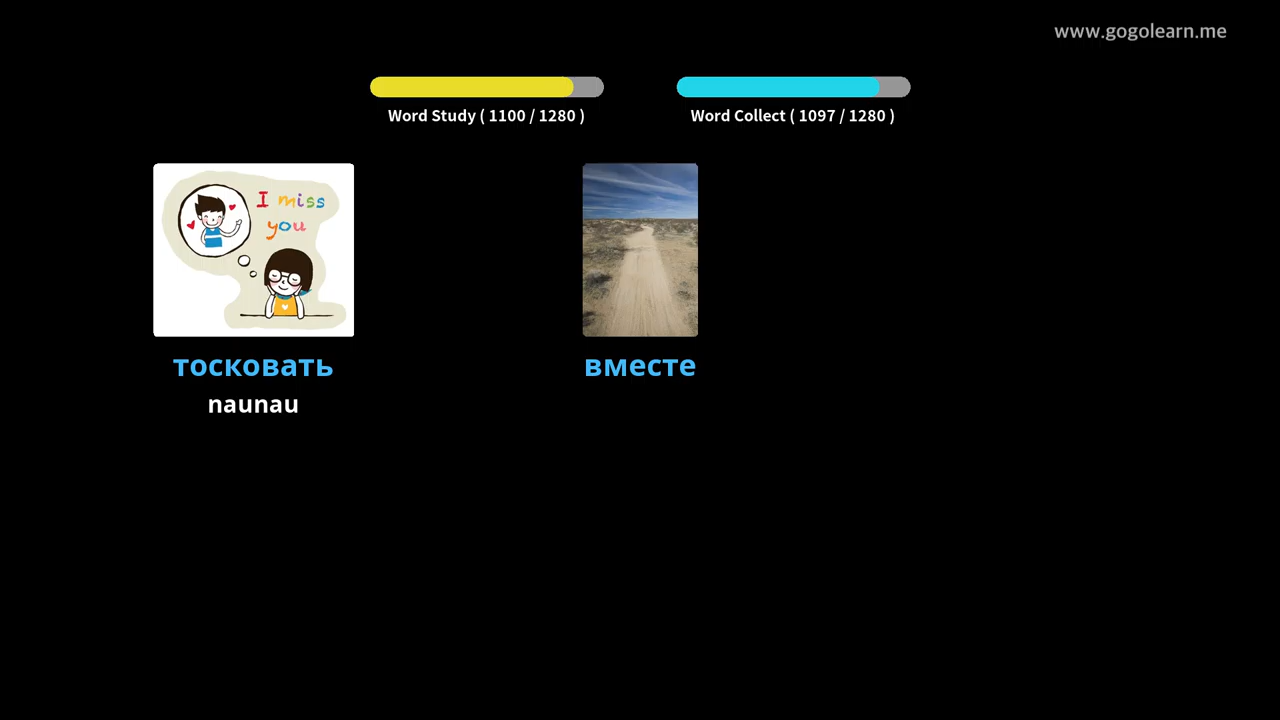 www.gogolearn.me
Word Study ( 1100 / 1280 )
Word Collect ( 1097 / 1280 )
I miss
you
тосковать
вместе
naunau